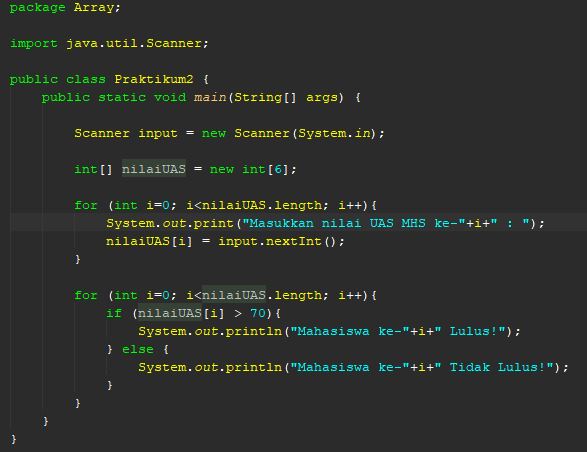 package Array;
import java.util.Scanner;
public class Praktikum2 {
public static void main(String[] args) {
Scanner input = new Scanner(System.in);
int[] nilaiUAS = new int[6];
for (int i=0; i<nilaiUAS.length; i++){
System.out.print("Masukkan nilai UAS MHS ke-"+i+" : ");
nilaiUAS[i] = input.nextInt();
}
for (int i=0; i<nilaiUAS.length; i++){
if (nilaiUAS[i] > 70){
System.out.println("Mahasiswa ke-"+i+" Lulus!");
} else {
System.out.println("Mahasiswa ke-"+i+" Tidak Lulus!");
}
}
}
}